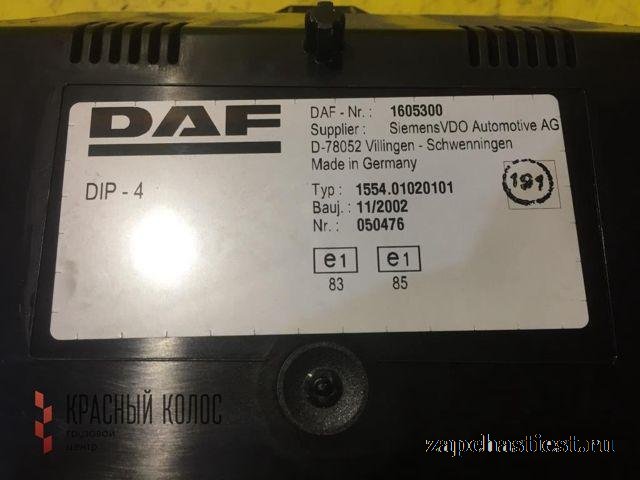 DAF
DAF - Nr.: 1605300
Supplier: SiemensVDO Automotive AG
D-78052 Villingen - Schwenningen
Made in Germany
DIP - 4
Typ: 1554.01020101
Bauj.: 11/2002
Nr.: 050476
191
e1 e1
83 85
КРАСНЫЙ КОЛОС
грузовой
центр
zapchastiest.ru